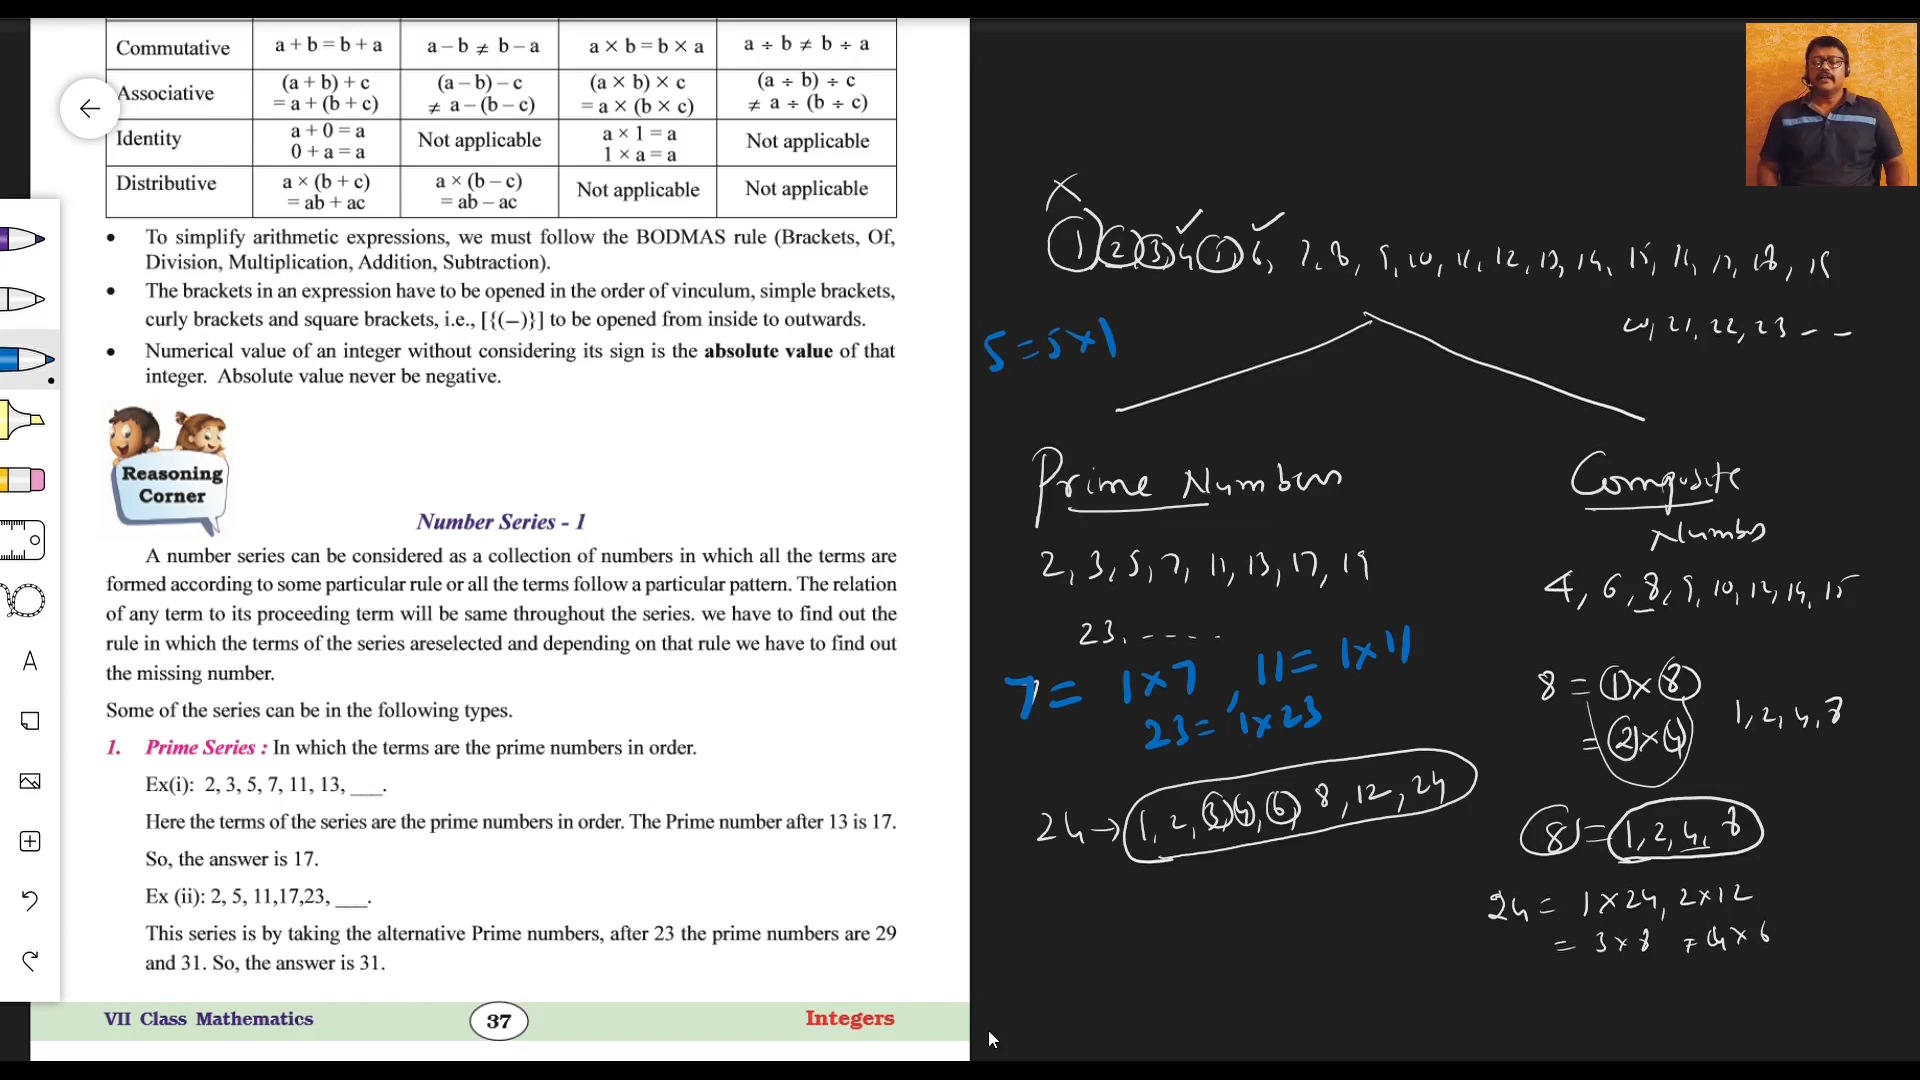 Commutative a + b = b + a a – b ≠ b – a a × b = b × a a ÷ b ≠ b ÷ a
Associative (a + b) + c = a + (b + c) (a – b) – c ≠ a – (b – c) (a × b) × c = a × (b × c) (a ÷ b) ÷ c ≠ a ÷ (b ÷ c)
Identity a + 0 = a 0 + a = a Not applicable a × 1 = a 1 × a = a Not applicable
Distributive a × (b + c) = ab + ac a × (b – c) = ab – ac Not applicable Not applicable
• To simplify arithmetic expressions, we must follow the BODMAS rule (Brackets, Of,
Division, Multiplication, Addition, Subtraction).
• The brackets in an expression have to be opened in the order of vinculum, simple brackets,
curly brackets and square brackets, i.e., [{(—)}] to be opened from inside to outwards.
• Numerical value of an integer without considering its sign is the absolute value of that
integer. Absolute value never be negative.
Reasoning
Corner
Number Series - 1
A number series can be considered as a collection of numbers in which all the terms are
formed according to some particular rule or all the terms follow a particular pattern. The relation
of any term to its proceeding term will be same throughout the series. we have to find out the
rule in which the terms of the series areselected and depending on that rule we have to find out
the missing number.
Some of the series can be in the following types.
1. Prime Series : In which the terms are the prime numbers in order.
Ex(i): 2, 3, 5, 7, 11, 13, ___.
Here the terms of the series are the prime numbers in order. The Prime number after 13 is 17.
So, the answer is 17.
Ex (ii): 2, 5, 11,17,23, ___.
This series is by taking the alternative Prime numbers, after 23 the prime numbers are 29
and 31. So, the answer is 31.
VII Class Mathematics 37 Integers
A
1 2 3 4 5 6, 7, 8, 9, 10, 11, 12, 13, 14, 15, 16, 17, 18, 19
20, 21, 22, 23 - -
5 = 5 × 1
Prime Numbers
2, 3, 5, 7, 11, 13, 17, 19
23, - - - - -
7 = 1 × 7, 11 = 1 × 11
23 = 1 × 23
24 → 1, 2, 3, 4, 6, 8, 12, 24
Composite
Numbers
4, 6, 8, 9, 10, 12, 14, 15
8 = 1 × 8
= 2 × 4
1, 2, 4, 8
8 = 1, 2, 4, 8
24 = 1 × 24, 2 × 12
= 3 × 8 = 4 × 6